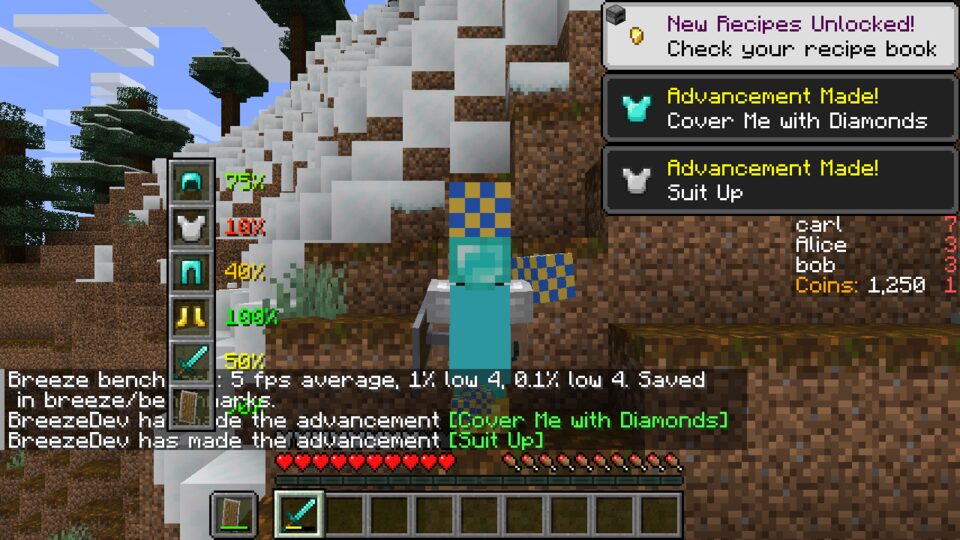 New Recipes Unlocked!
Check your recipe book
Advancement Made!
Cover Me with Diamonds
Advancement Made!
Suit Up
75%
10%
40%
100%
50%
carl 7
Alice 3
bob 3
Coins: 1,250 1
Breeze bench : 5 fps average, 1% low 4, 0.1% low 4. Saved
in breeze/be marks.
BreezeDev ha de the advancement [Cover Me with Diamonds]
BreezeDev has made the advancement [Suit Up]